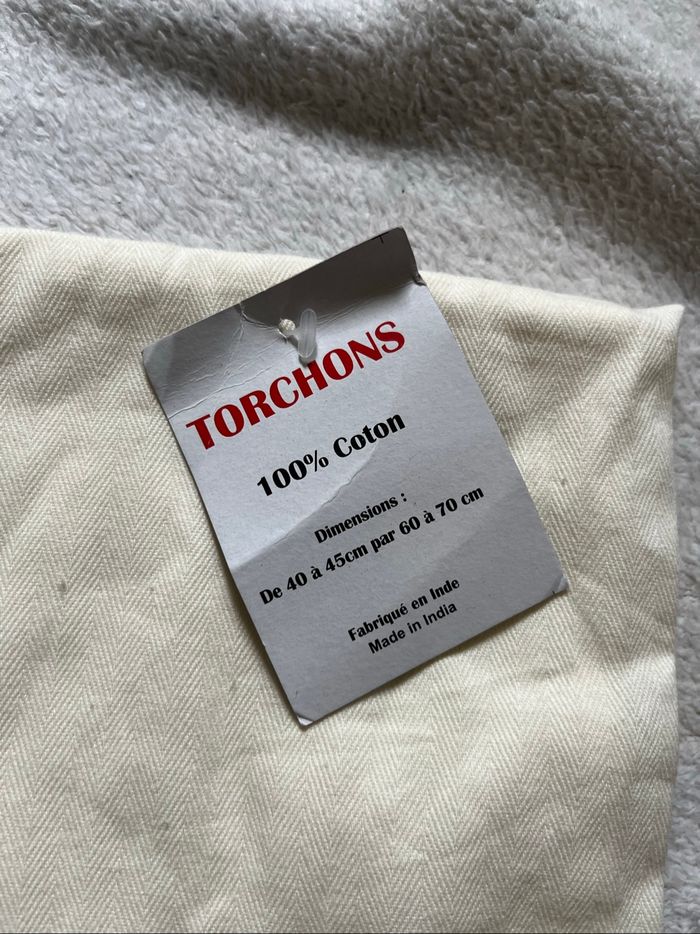 TORCHONS
100% Coton
Dimensions :
De 40 à 45cm par 60 à 70 cm
Fabriqué en Inde
Made in India